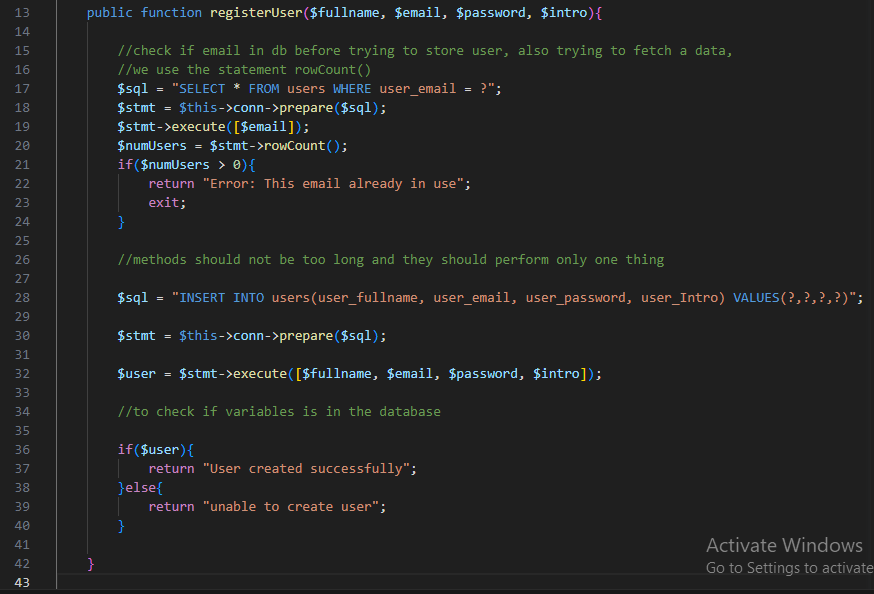 13 public function registerUser($fullname, $email, $password, $intro){
14
15 //check if email in db before trying to store user, also trying to fetch a data,
16 //we use the statement rowCount()
17 $sql = "SELECT * FROM users WHERE user_email = ?";
18 $stmt = $this->conn->prepare($sql);
19 $stmt->execute([$email]);
20 $numUsers = $stmt->rowCount();
21 if($numUsers > 0){
22 return "Error: This email already in use";
23 exit;
24 }
25
26 //methods should not be too long and they should perform only one thing
27
28 $sql = "INSERT INTO users(user_fullname, user_email, user_password, user_Intro) VALUES(?,?,?,?)";
29
30 $stmt = $this->conn->prepare($sql);
31
32 $user = $stmt->execute([$fullname, $email, $password, $intro]);
33
34 //to check if variables is in the database
35
36 if($user){
37 return "User created successfully";
38 }else{
39 return "unable to create user";
40 }
41
42 }
43
Activate Windows
Go to Settings to activate